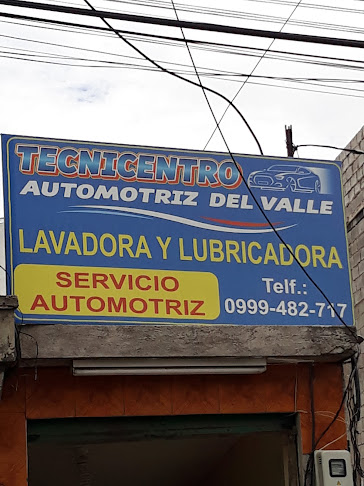 TECNICENTRO
AUTOMOTRIZ DEL VALLE
LAVADORA Y LUBRICADORA
SERVICIO
AUTOMOTRIZ
Telf.:
0999-482-717